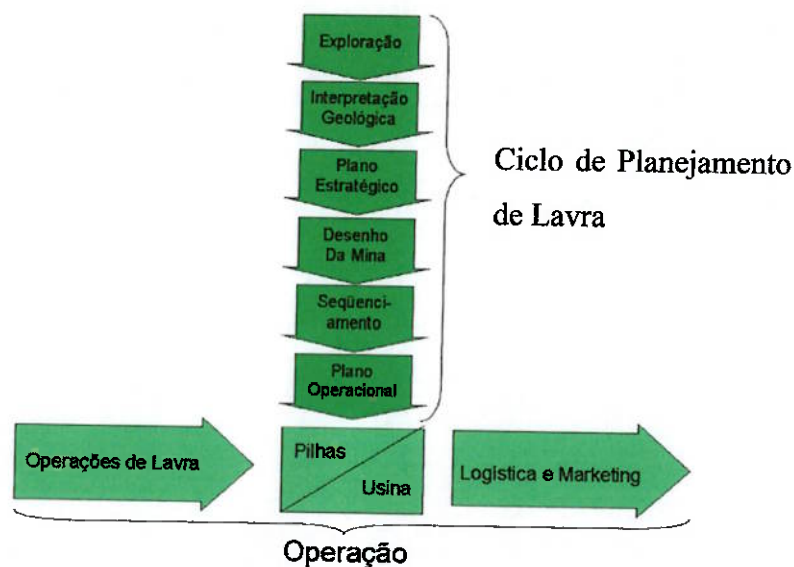 Exploração
Interpretação
Geológica
Plano
Estratégico
Desenho
Da Mina
Seqüenci-
amento
Plano
Operacional
Ciclo de Planejamento
de Lavra
Operações de Lavra
Pilhas
Usina
Logística e Marketing
Operação